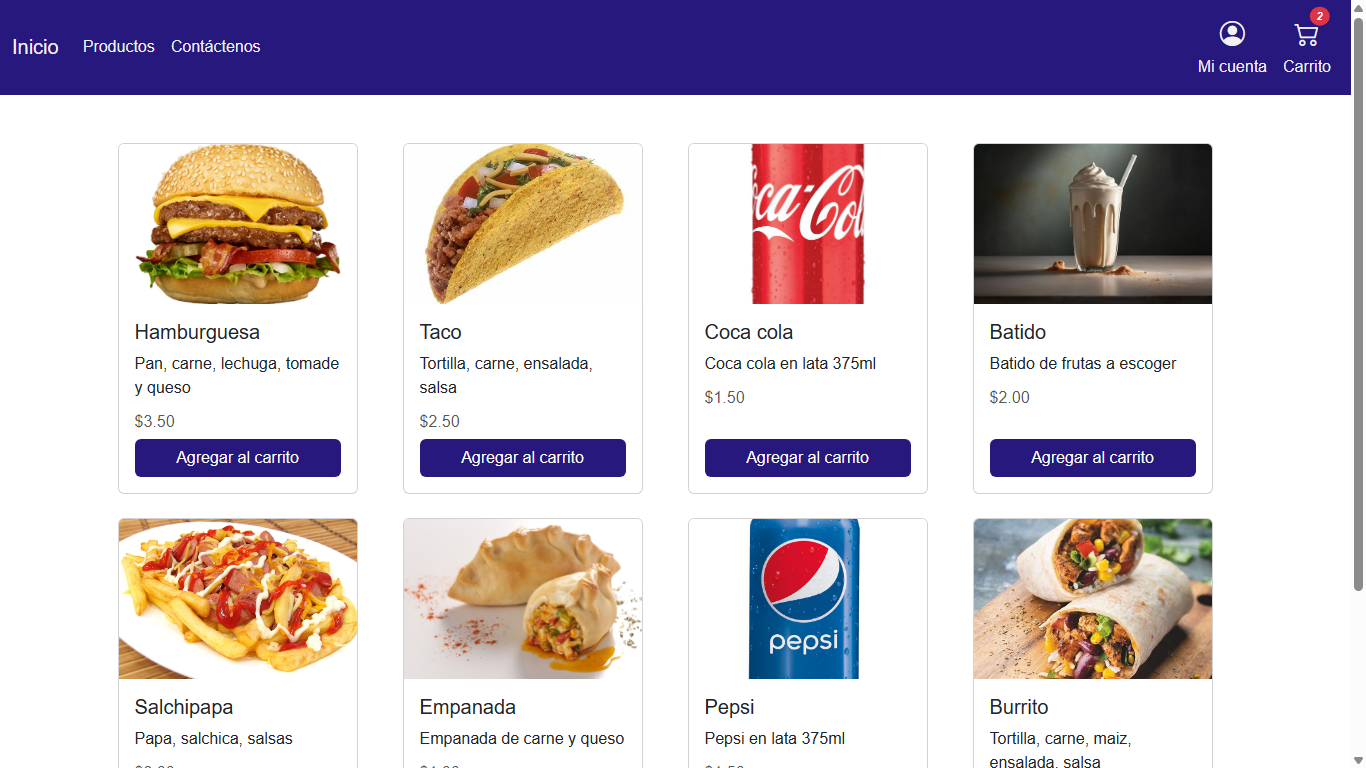 Inicio Productos Contáctenos
2
Mi cuenta Carrito
Coca-Cola
Hamburguesa
Pan, carne, lechuga, tomade
y queso
$3.50
Agregar al carrito
Taco
Tortilla, carne, ensalada,
salsa
$2.50
Agregar al carrito
Coca cola
Coca cola en lata 375ml
$1.50
Agregar al carrito
Batido
Batido de frutas a escoger
$2.00
Agregar al carrito
Salchipapa
Papa, salchica, salsas
Empanada
Empanada de carne y queso
pepsi
Pepsi
Pepsi en lata 375ml
Burrito
Tortilla, carne, maiz,
ensalada, salsa